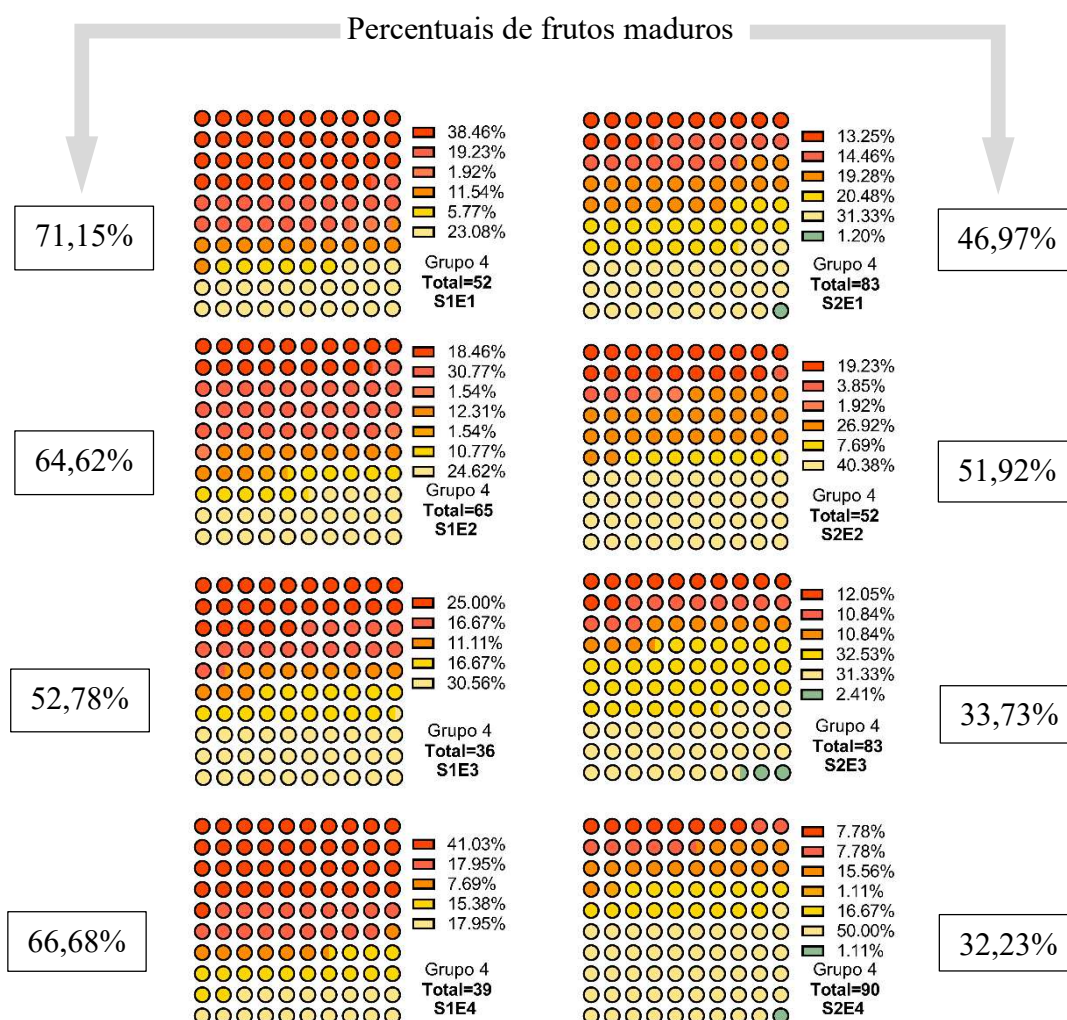 Percentuais de frutos maduros
71,15%
38.46%
19.23%
1.92%
11.54%
5.77%
23.08%
Grupo 4
Total=52
S1E1
13.25%
14.46%
19.28%
20.48%
31.33%
1.20%
Grupo 4
Total=83
S2E1
46,97%
64,62%
18.46%
30.77%
1.54%
12.31%
1.54%
10.77%
24.62%
Grupo 4
Total=65
S1E2
19.23%
3.85%
1.92%
26.92%
7.69%
40.38%
Grupo 4
Total=52
S2E2
51,92%
52,78%
25.00%
16.67%
11.11%
16.67%
30.56%
Grupo 4
Total=36
S1E3
12.05%
10.84%
10.84%
32.53%
31.33%
2.41%
Grupo 4
Total=83
S2E3
33,73%
66,68%
41.03%
17.95%
7.69%
15.38%
17.95%
Grupo 4
Total=39
S1E4
7.78%
7.78%
15.56%
1.11%
16.67%
50.00%
1.11%
Grupo 4
Total=90
S2E4
32,23%